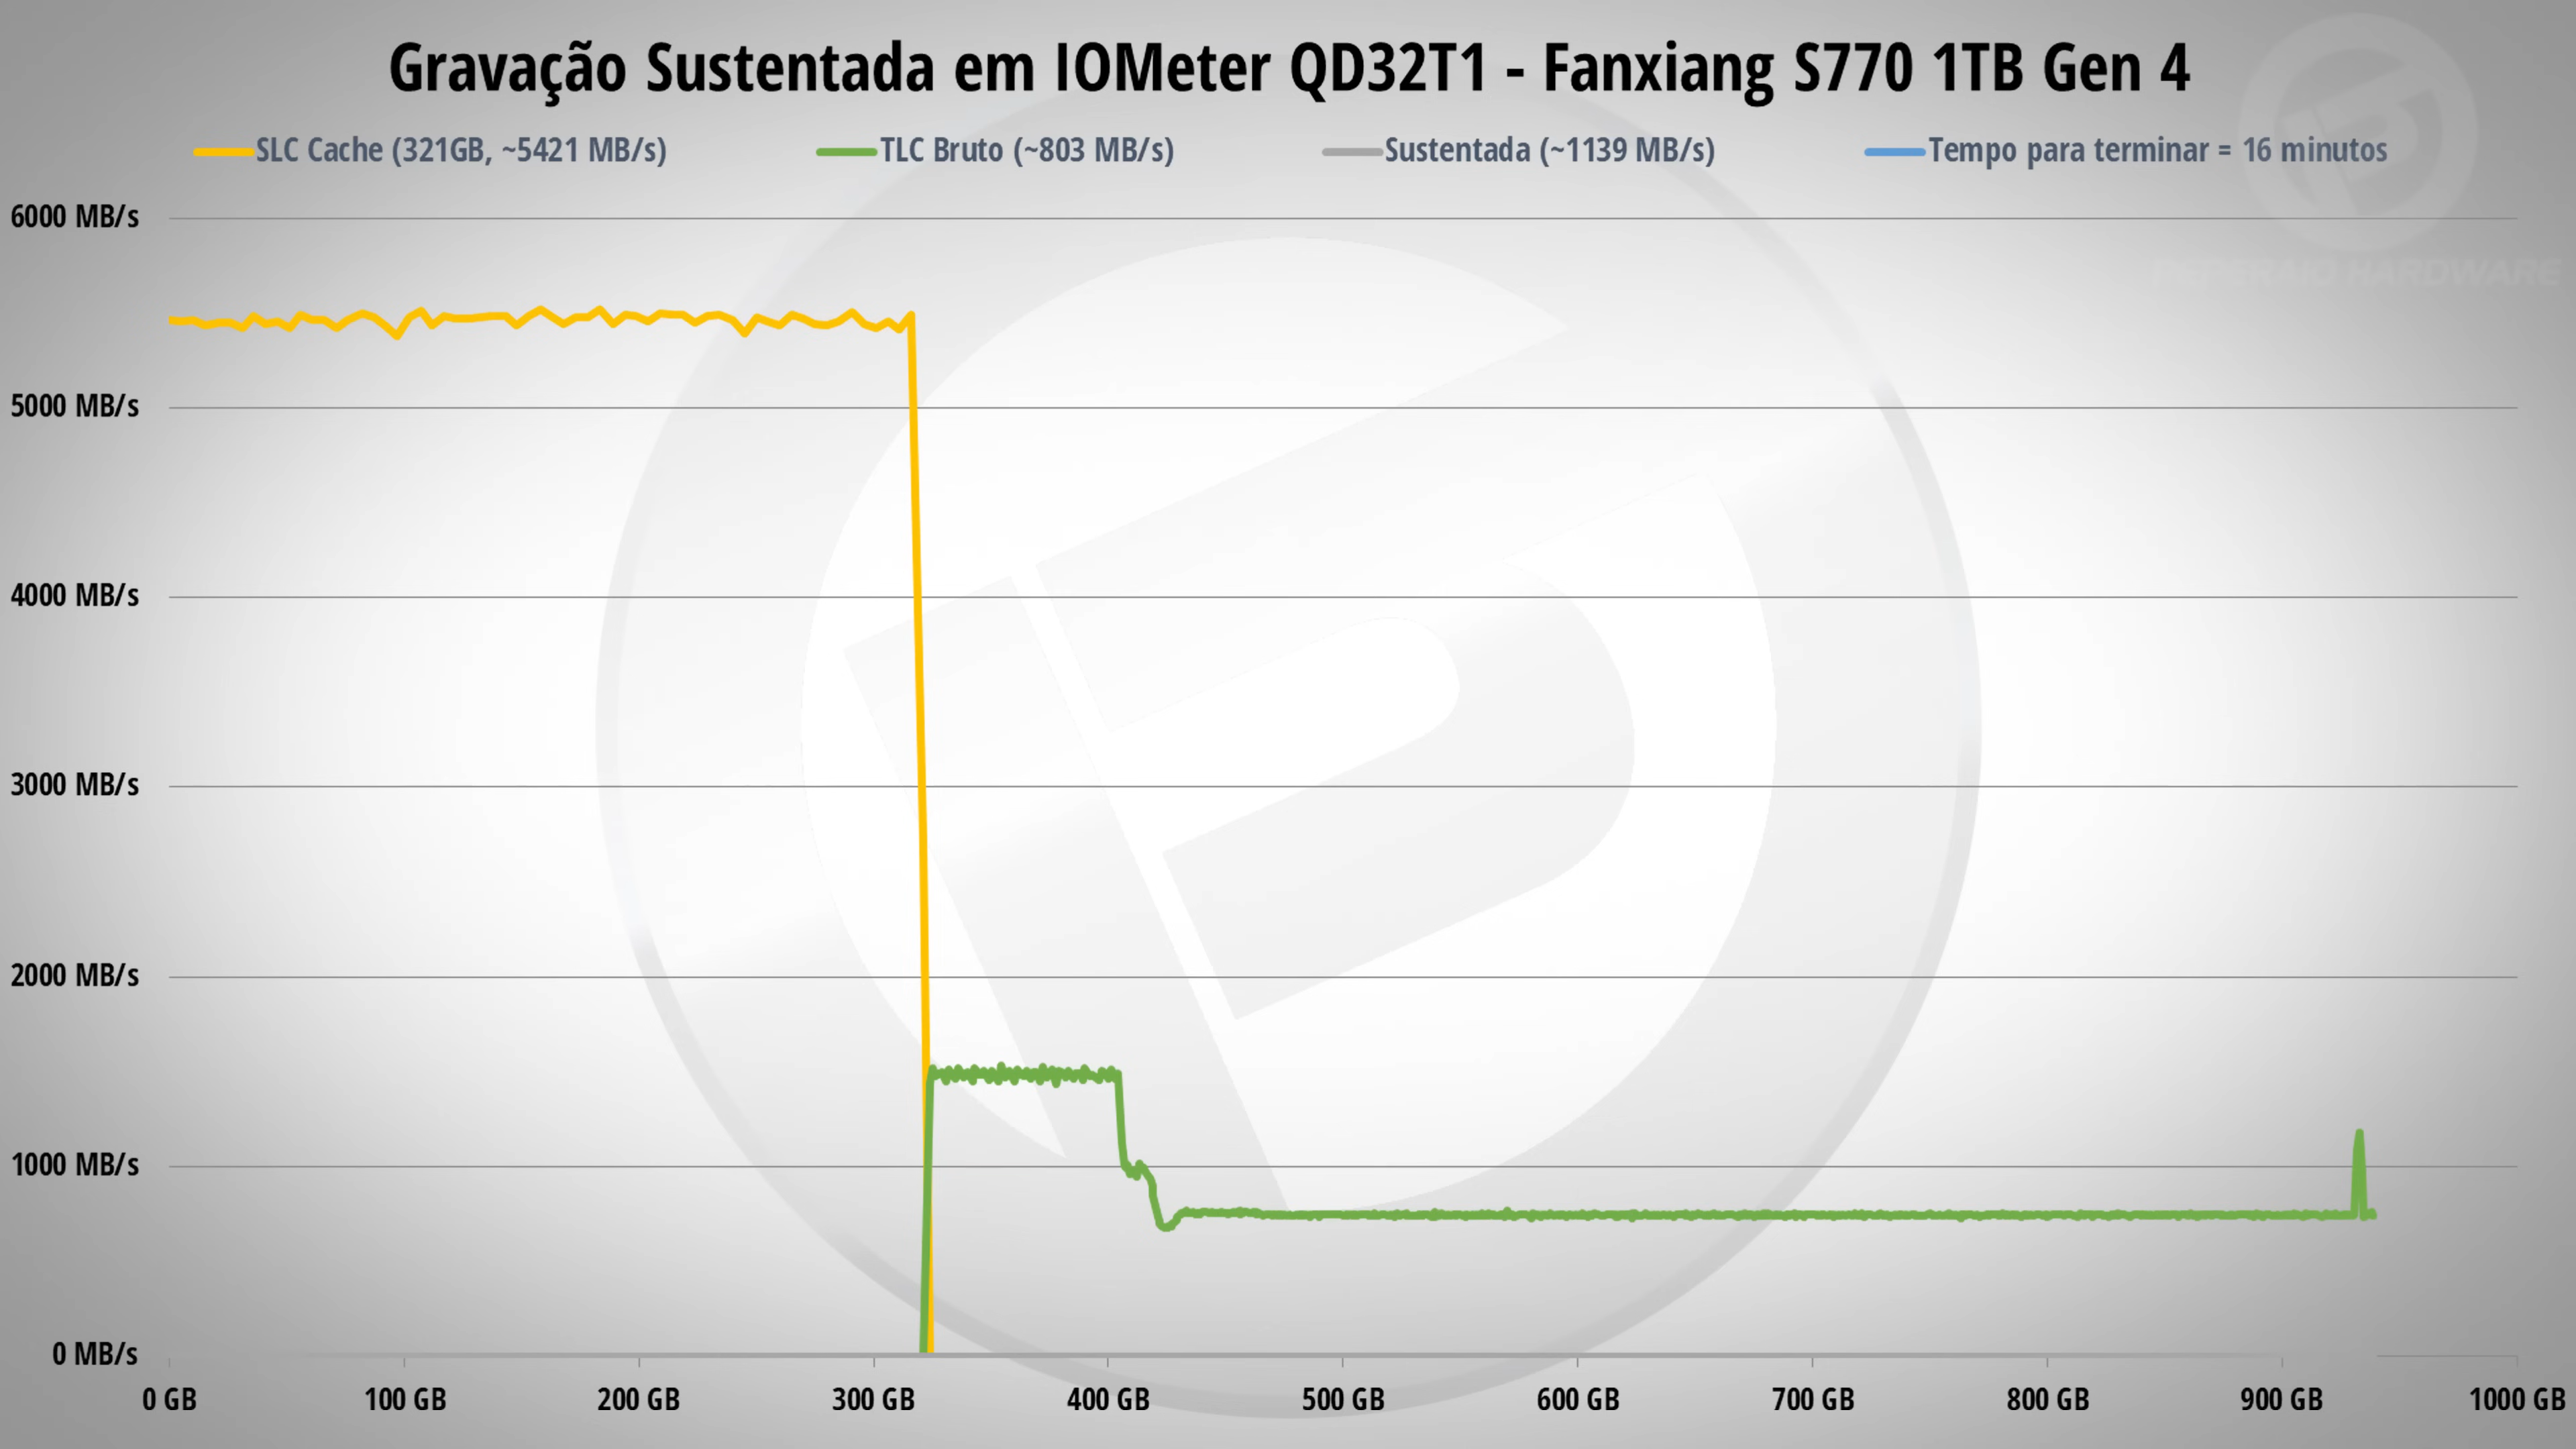 Gravação Sustentada em IOMeter QD32T1 - Fanxiang S770 1TB Gen 4
SLC Cache (321GB, ~5421 MB/s) TLC Bruto (~803 MB/s) Sustentada (~1139 MB/s) Tempo para terminar = 16 minutos
6000 MB/s
HARDWARE
5000 MB/s
4000 MB/s
3000 MB/s
2000 MB/s
1000 MB/s
0 MB/s
0 GB 100 GB 200 GB 300 GB 400 GB 500 GB 600 GB 700 GB 800 GB 900 GB 1000 GB